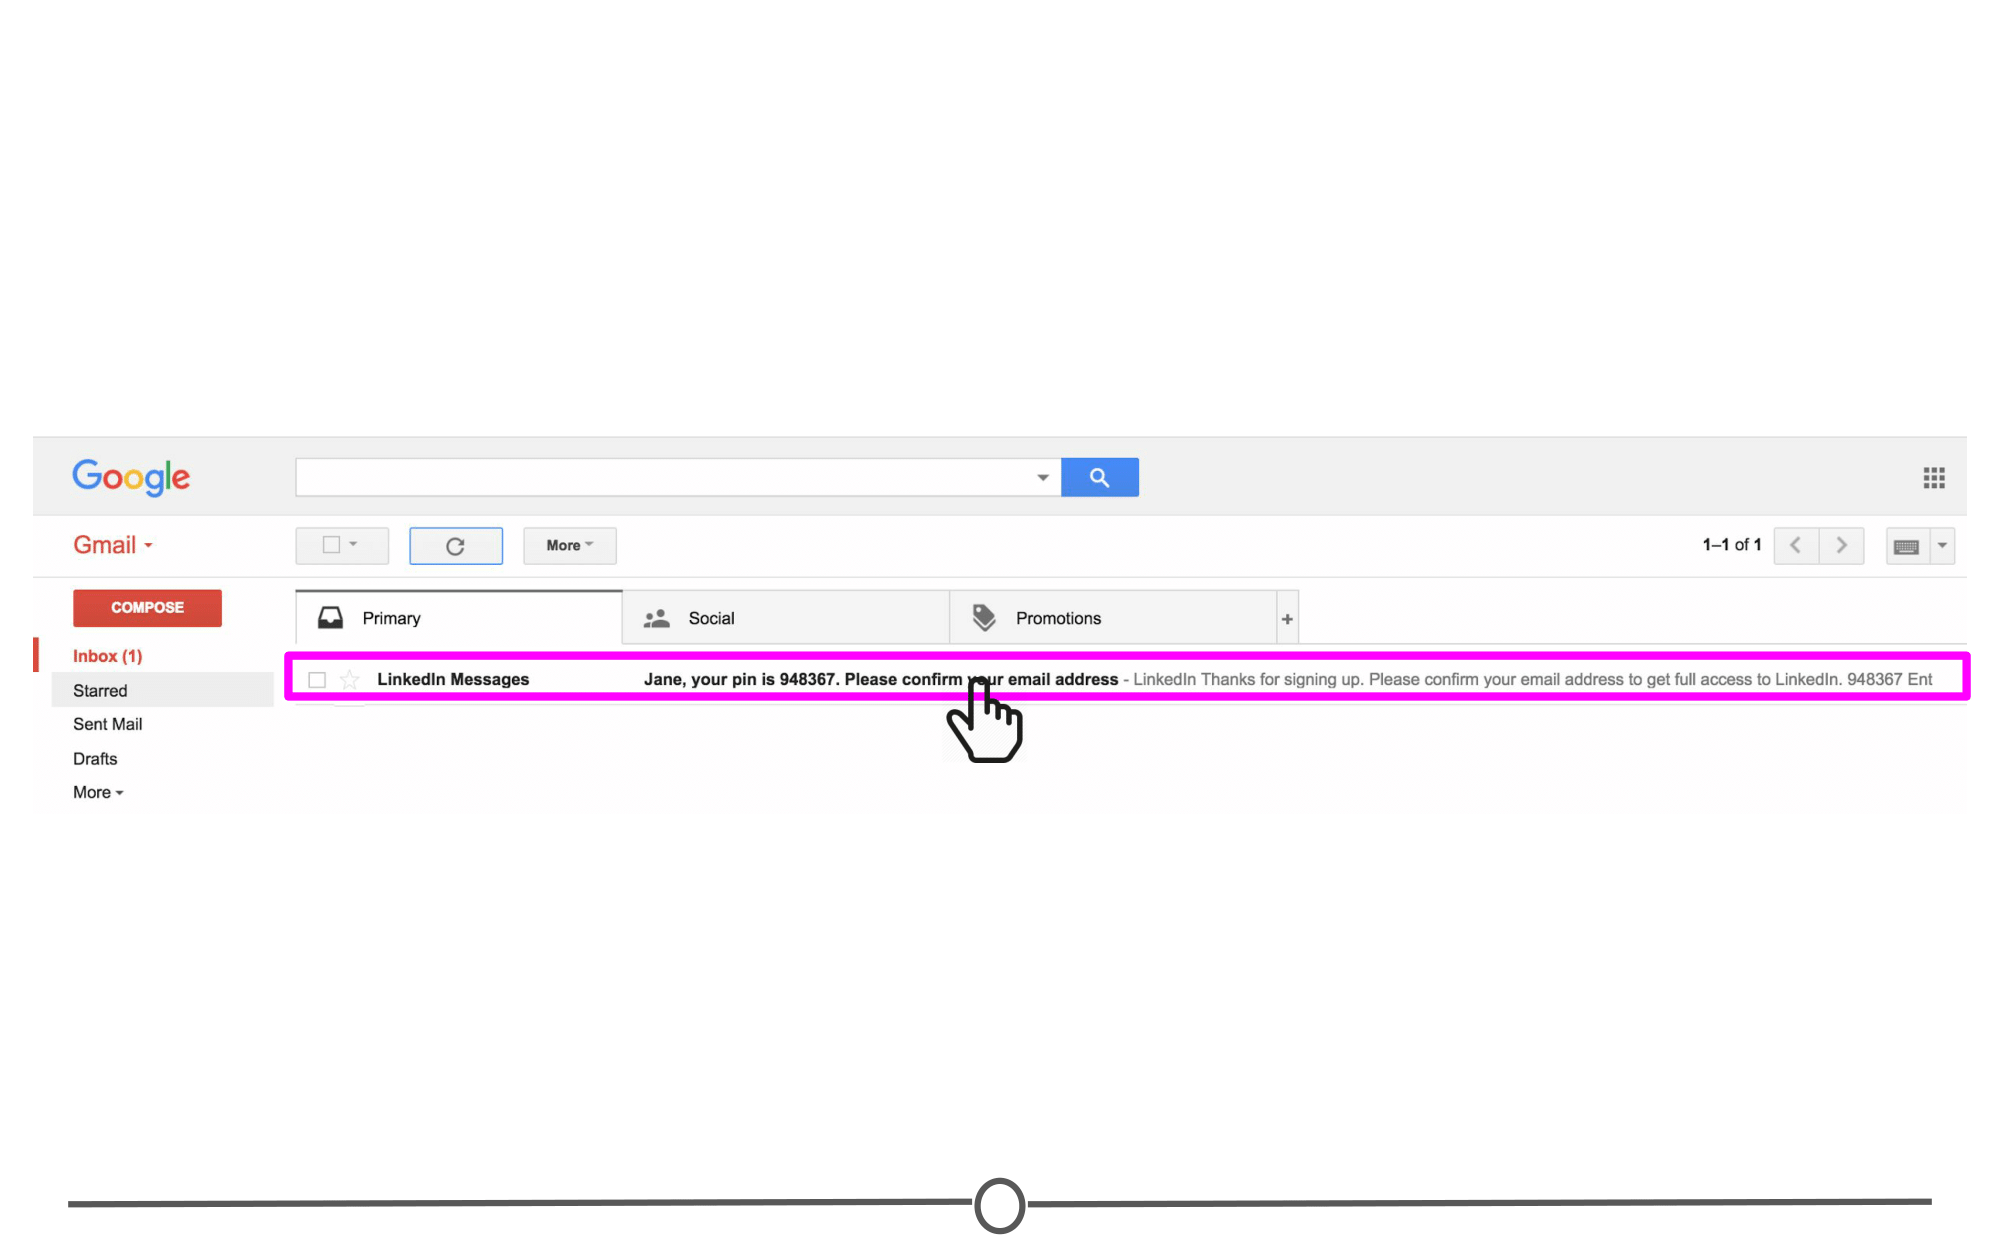 Google
Gmail
More
1–1 of 1
COMPOSE
Primary
Social
Promotions
+
Inbox (1)
LinkedIn Messages
Jane, your pin is 948367. Please confirm your email address - LinkedIn Thanks for signing up. Please confirm your email address to get full access to LinkedIn. 948367 Ent
Starred
Sent Mail
Drafts
More